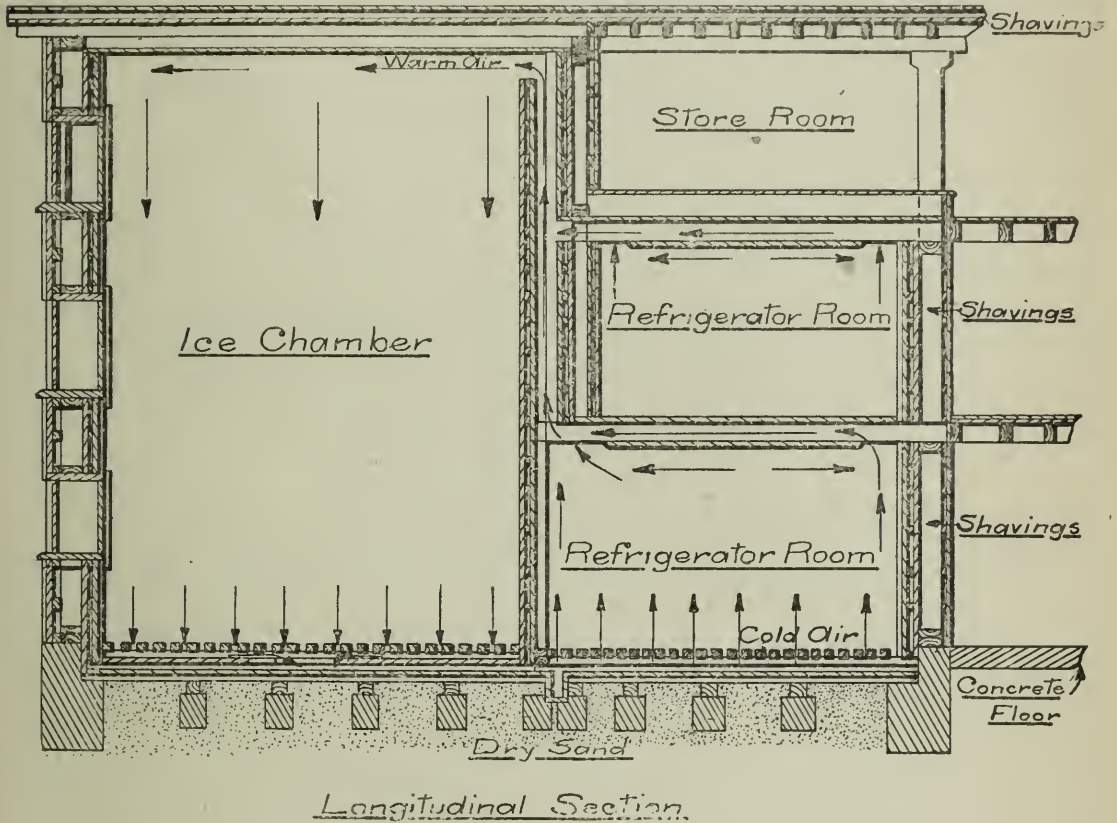 Shavings
Warm Air
Store Room
Refrigerator Room
Shavings
Ice Chamber
Shavings
Refrigerator Room
Cold Air
Concrete
Floor
Dry Sand
Longitudinal Section